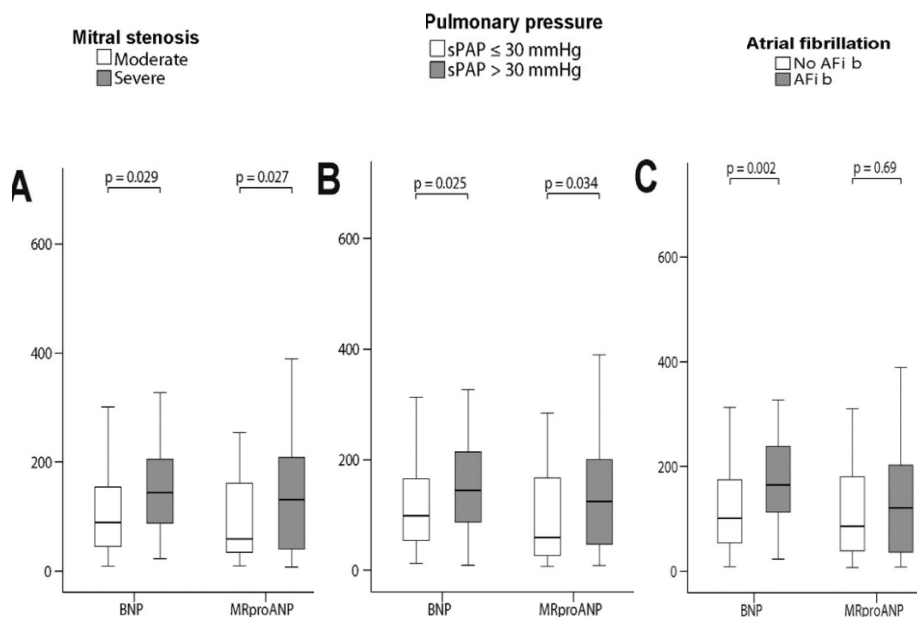 Mitral stenosis
Moderate
Severe
Pulmonary pressure
sPAP ≤ 30 mmHg
sPAP > 30 mmHg
Atrial fibrillation
No AFi b
AFi b
A
p = 0.029
p = 0.027
600
400
200
0
BNP
MRproANP
B
p = 0.025
p = 0.034
600
400
200
0
BNP
MRproANP
C
p = 0.002
p = 0.69
600
400
200
0
BNP
MRproANP